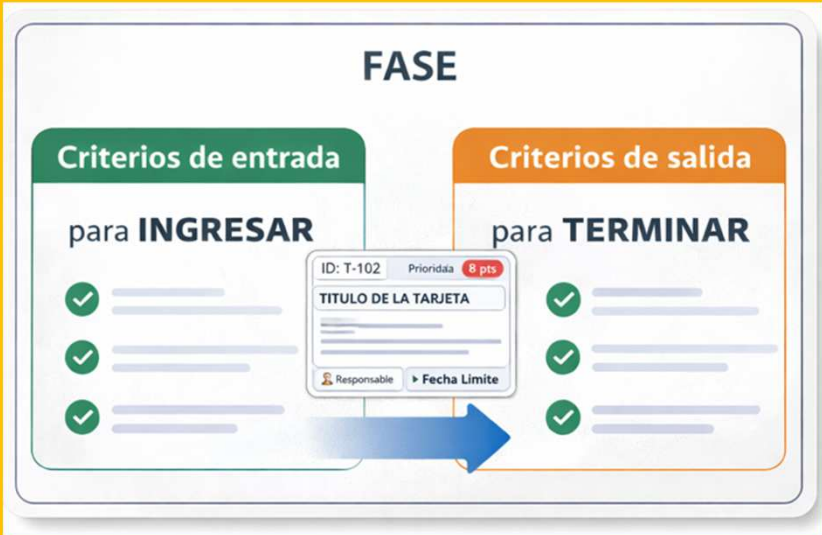 FASE
Criterios de entrada
para INGRESAR
Criterios de salida
para TERMINAR
ID: T-102
Prioridaia 8 pts
TITULO DE LA TARJETA
Responsable
Fecha Limite